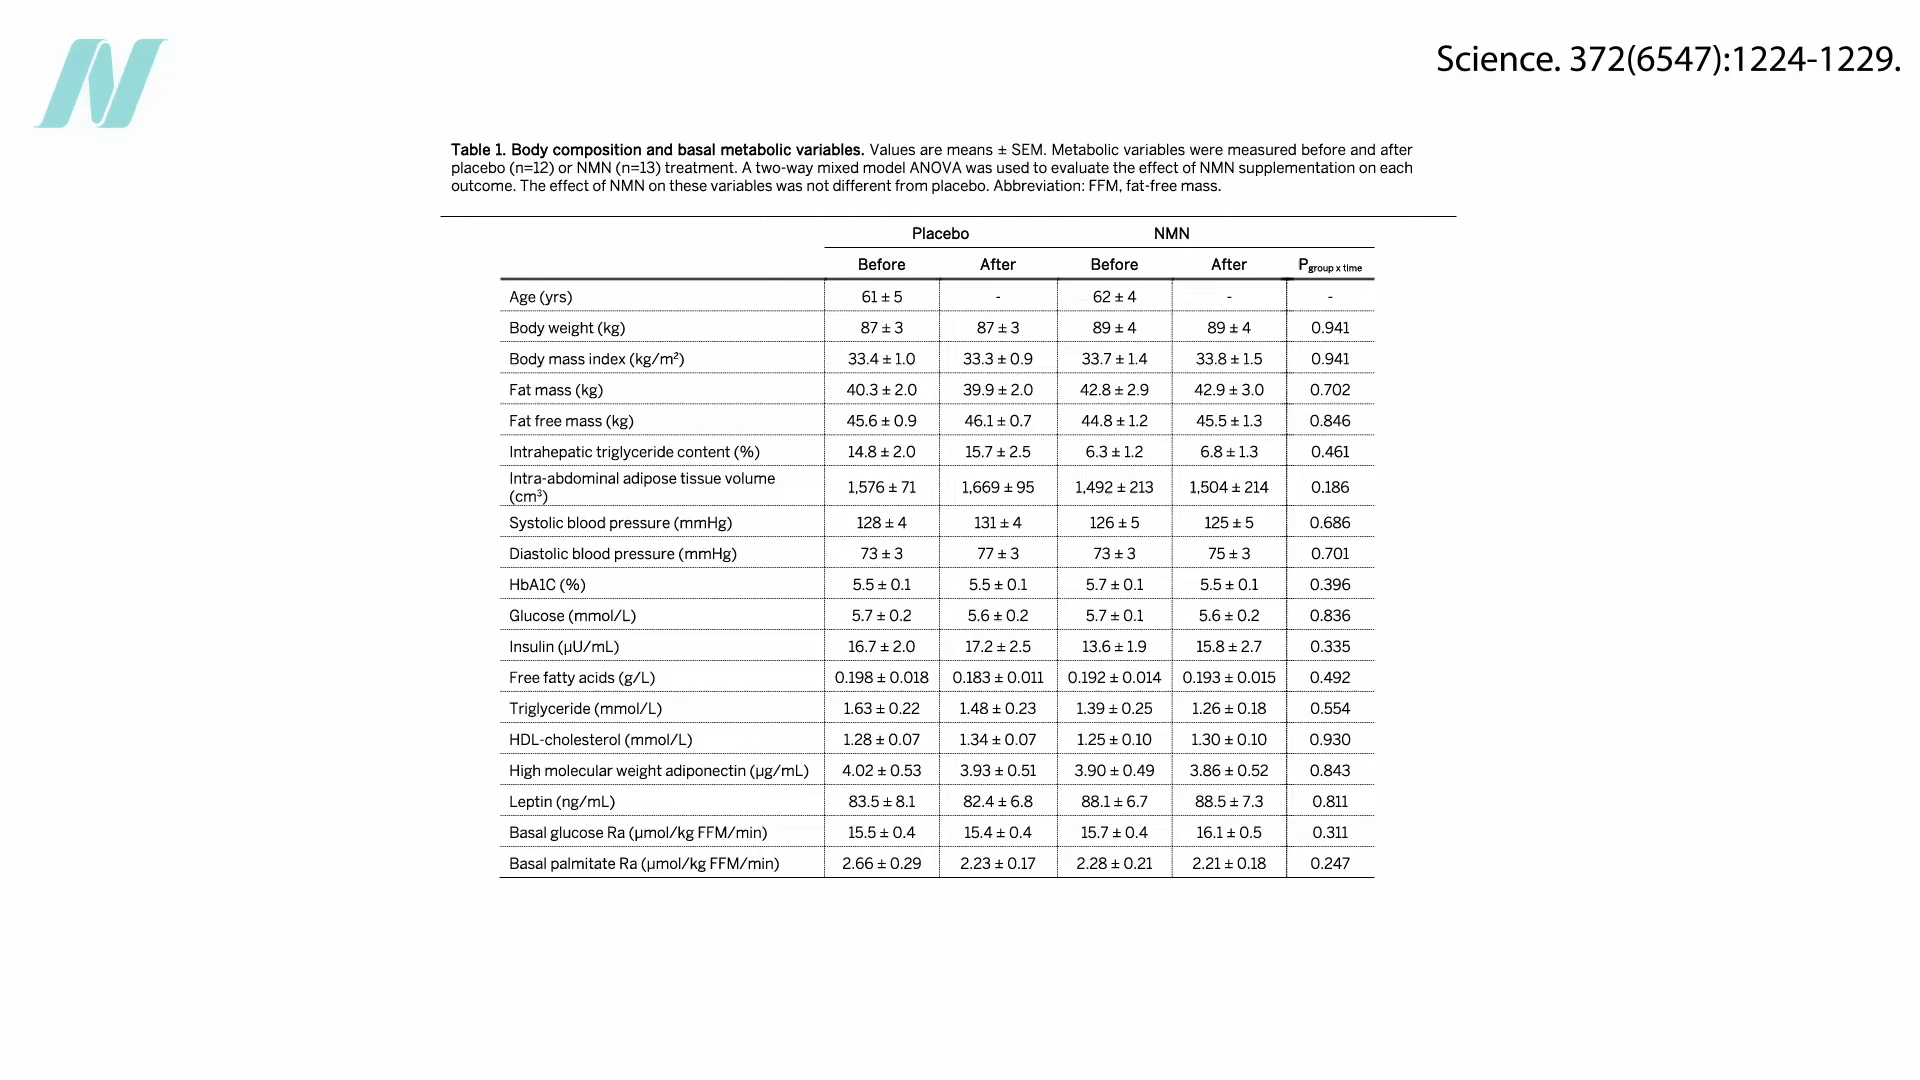 Science. 372(6547):1224-1229.
Table 1. Body composition and basal metabolic variables. Values are means ± SEM. Metabolic variables were measured before and after
placebo (n=12) or NMN (n=13) treatment. A two-way mixed model ANOVA was used to evaluate the effect of NMN supplementation on each
outcome. The effect of NMN on these variables was not different from placebo. Abbreviation: FFM, fat-free mass.
Placebo NMN
Before After Before After Pgroup x time
Age (yrs) 61 ± 5 - 62 ± 4 - -
Body weight (kg) 87 ± 3 87 ± 3 89 ± 4 89 ± 4 0.941
Body mass index (kg/m²) 33.4 ± 1.0 33.3 ± 0.9 33.7 ± 1.4 33.8 ± 1.5 0.941
Fat mass (kg) 40.3 ± 2.0 39.9 ± 2.0 42.8 ± 2.9 42.9 ± 3.0 0.702
Fat free mass (kg) 45.6 ± 0.9 46.1 ± 0.7 44.8 ± 1.2 45.5 ± 1.3 0.846
Intrahepatic triglyceride content (%) 14.8 ± 2.0 15.7 ± 2.5 6.3 ± 1.2 6.8 ± 1.3 0.461
Intra-abdominal adipose tissue volume
(cm³) 1,576 ± 71 1,669 ± 95 1,492 ± 213 1,504 ± 214 0.186
Systolic blood pressure (mmHg) 128 ± 4 131 ± 4 126 ± 5 125 ± 5 0.686
Diastolic blood pressure (mmHg) 73 ± 3 77 ± 3 73 ± 3 75 ± 3 0.701
HbA1C (%) 5.5 ± 0.1 5.5 ± 0.1 5.7 ± 0.1 5.5 ± 0.1 0.396
Glucose (mmol/L) 5.7 ± 0.2 5.6 ± 0.2 5.7 ± 0.1 5.6 ± 0.2 0.836
Insulin (µU/mL) 16.7 ± 2.0 17.2 ± 2.5 13.6 ± 1.9 15.8 ± 2.7 0.335
Free fatty acids (g/L) 0.198 ± 0.018 0.183 ± 0.011 0.192 ± 0.014 0.193 ± 0.015 0.492
Triglyceride (mmol/L) 1.63 ± 0.22 1.48 ± 0.23 1.39 ± 0.25 1.26 ± 0.18 0.554
HDL-cholesterol (mmol/L) 1.28 ± 0.07 1.34 ± 0.07 1.25 ± 0.10 1.30 ± 0.10 0.930
High molecular weight adiponectin (µg/mL) 4.02 ± 0.53 3.93 ± 0.51 3.90 ± 0.49 3.86 ± 0.52 0.843
Leptin (ng/mL) 83.5 ± 8.1 82.4 ± 6.8 88.1 ± 6.7 88.5 ± 7.3 0.811
Basal glucose Ra (µmol/kg FFM/min) 15.5 ± 0.4 15.4 ± 0.4 15.7 ± 0.4 16.1 ± 0.5 0.311
Basal palmitate Ra (µmol/kg FFM/min) 2.66 ± 0.29 2.23 ± 0.17 2.28 ± 0.21 2.21 ± 0.18 0.247